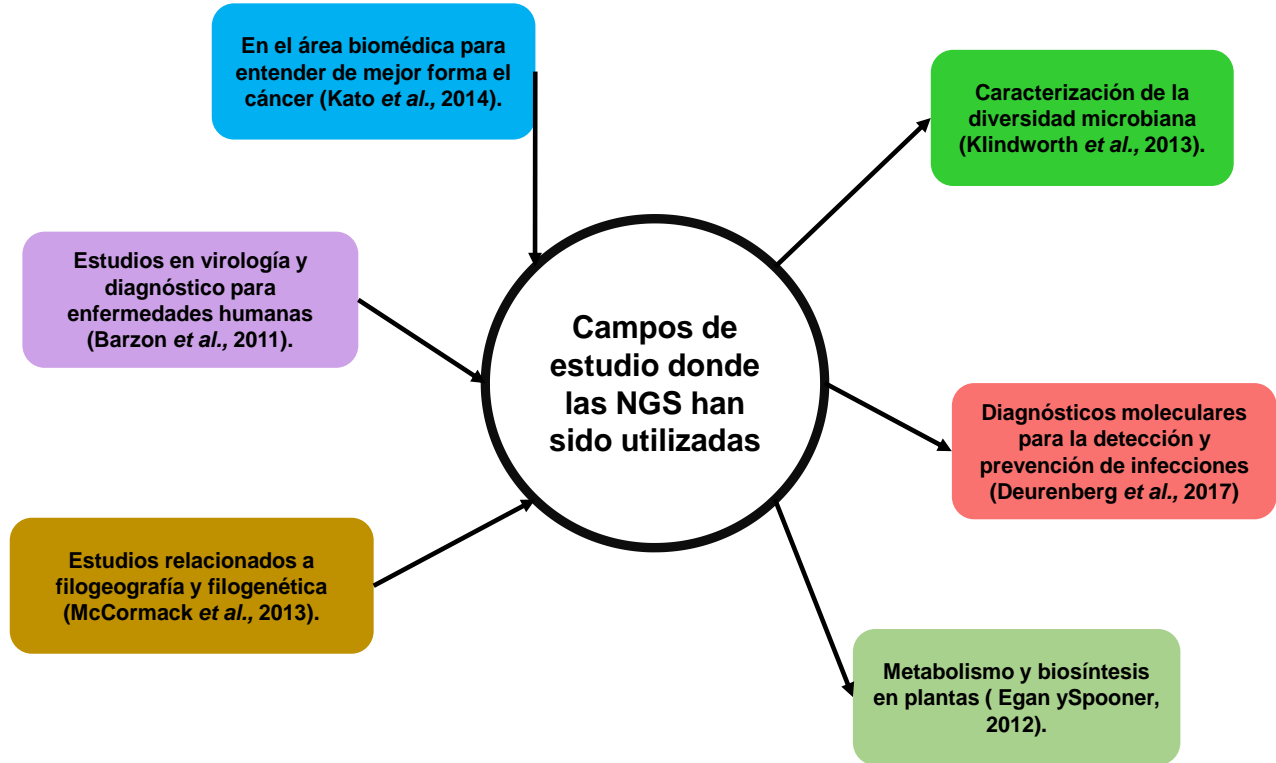 En el área biomédica para
entender de mejor forma el
cáncer (Kato et al., 2014).
Caracterización de la
diversidad microbiana
(Klindworth et al., 2013).
Estudios en virología y
diagnóstico para
enfermedades humanas
(Barzon et al., 2011).
Campos de
estudio donde
las NGS han
sido utilizadas
Diagnósticos moleculares
para la detección y
prevención de infecciones
(Deurenberg et al., 2017)
Estudios relacionados a
filogeografía y filogenética
(McCormack et al., 2013).
Metabolismo y biosíntesis
en plantas ( Egan ySpooner,
2012).